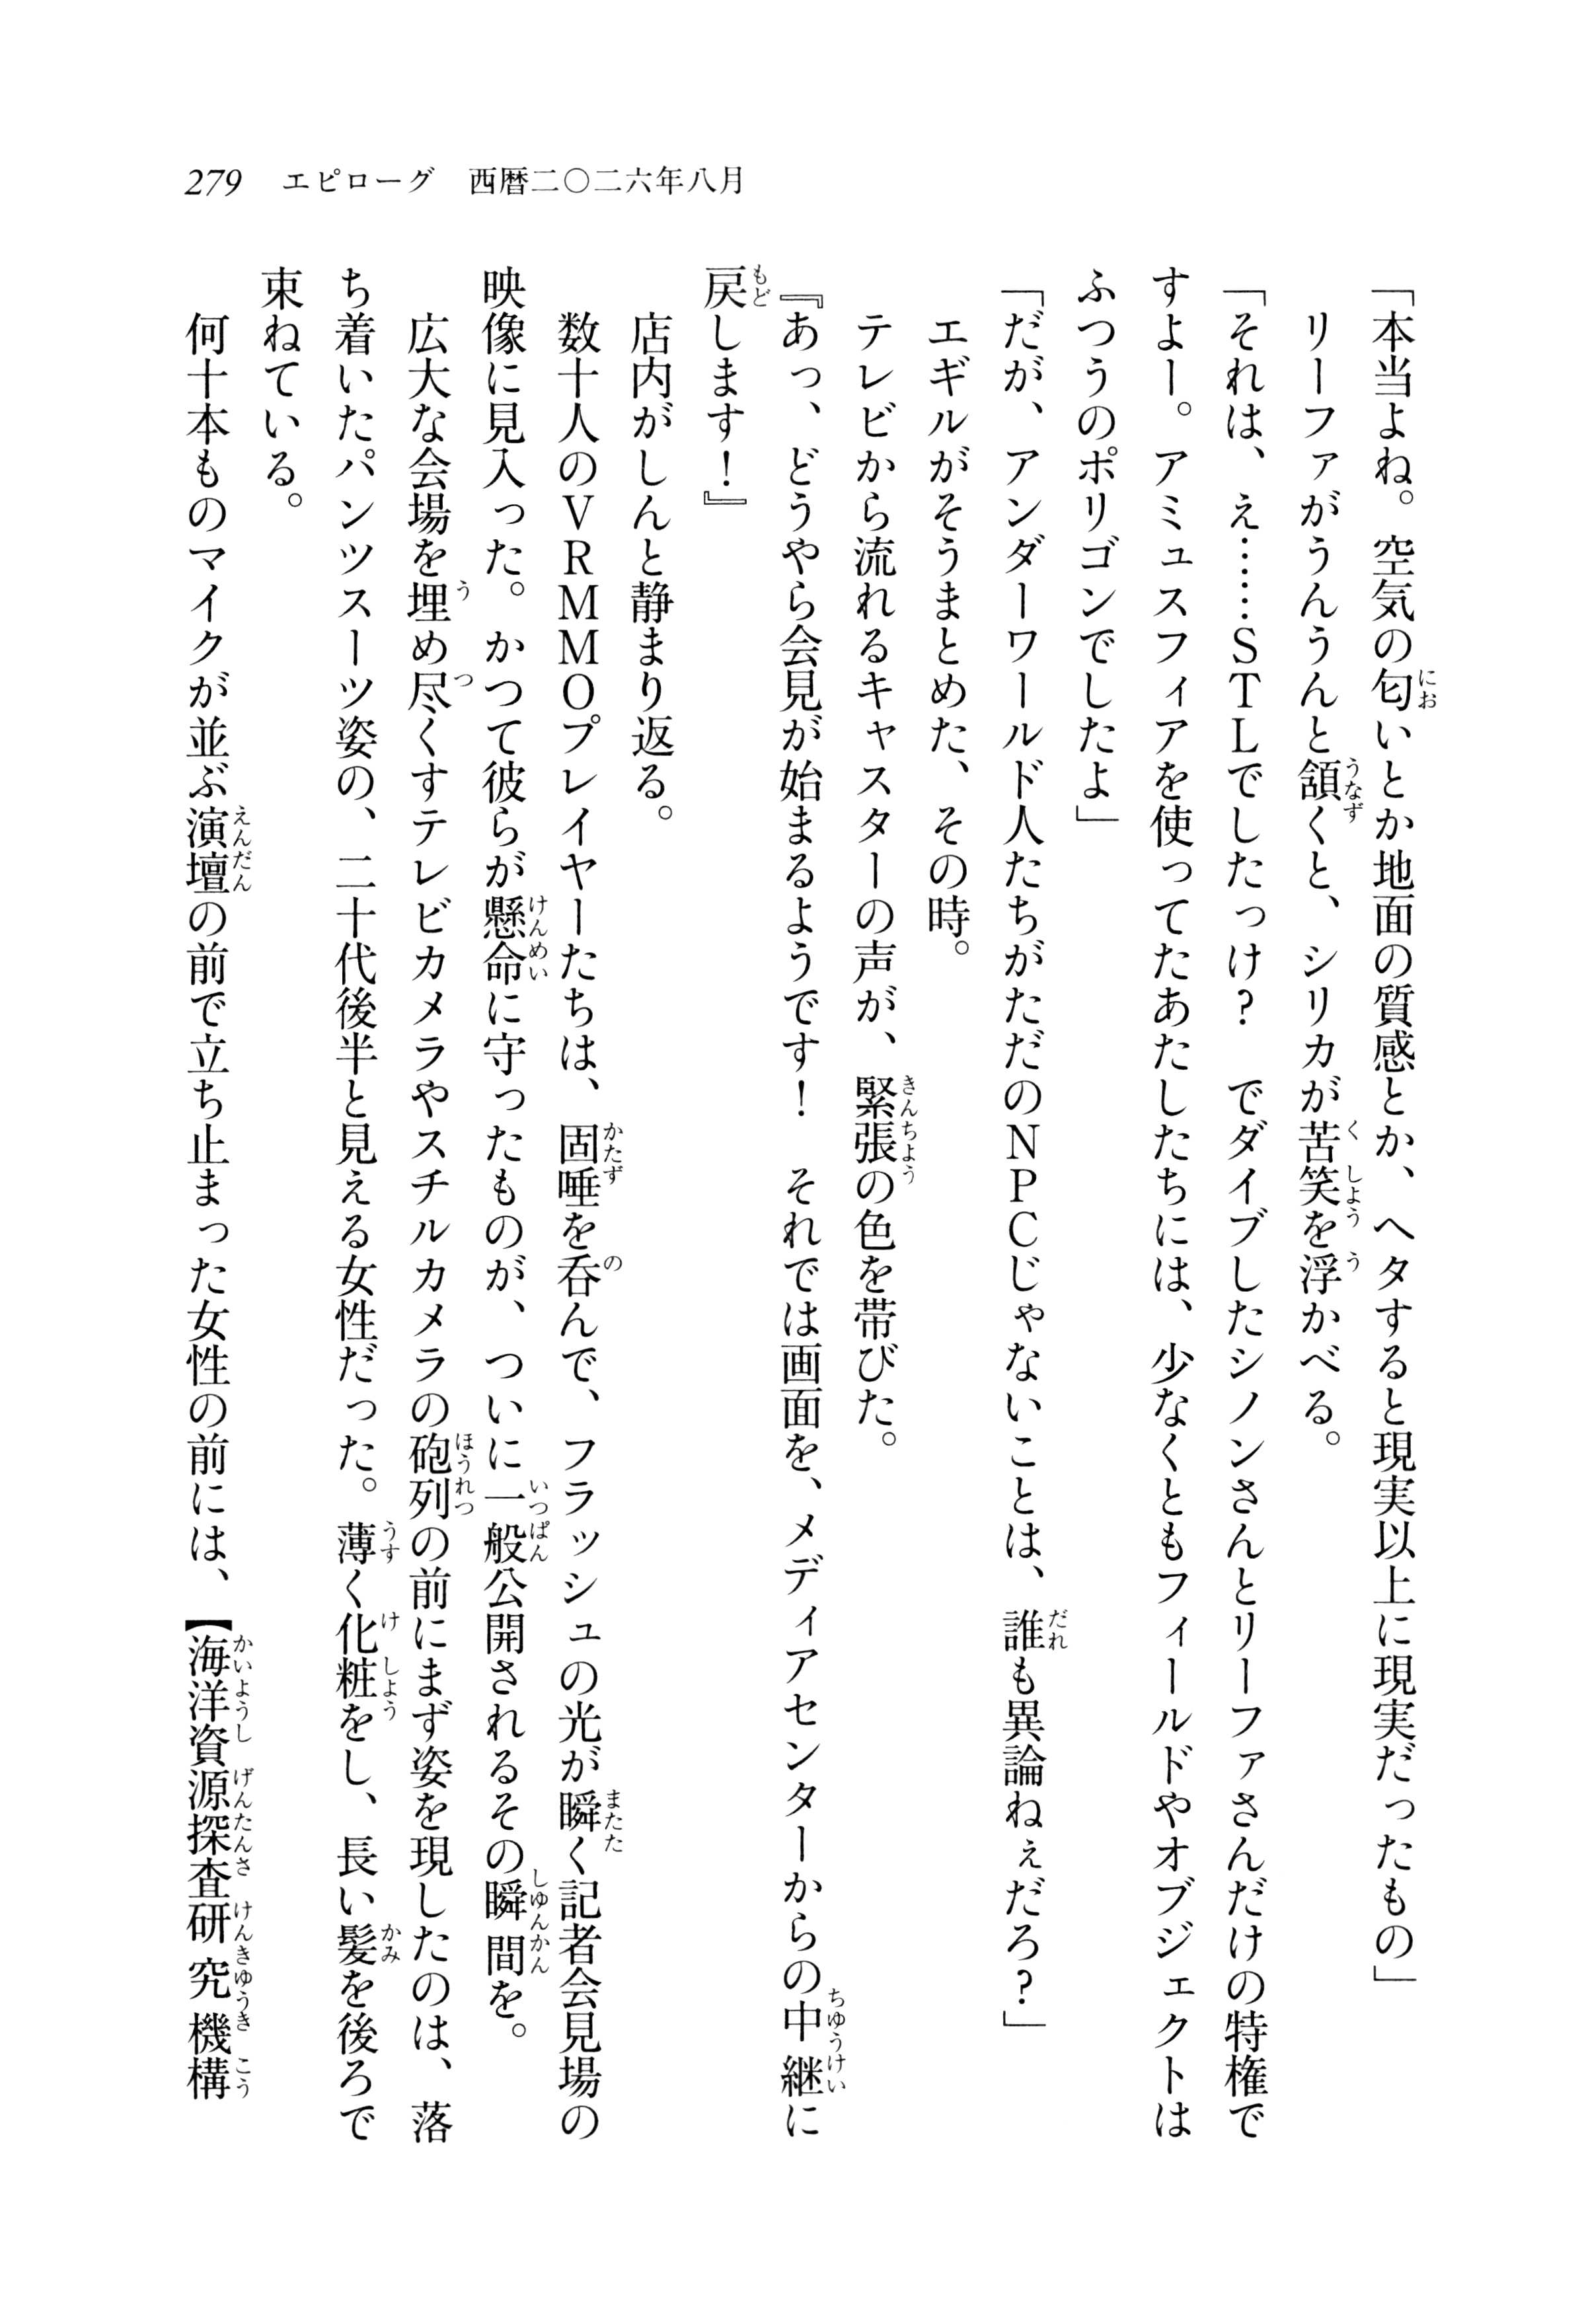 279 エピローグ 西暦二〇二六年八月
「本当よね。空気の匂いとか地面の質感とか、ヘタすると現実以上に現実だったもの」
リーファがうんうんと頷くと、シリカが苦笑を浮かべる。
「それは、え……STLでしたっけ？　でダイブしたシノンさんとリーファさんだけの特権で
すよー。アミュスフィアを使ってたあたしたちには、少なくともフィールドやオブジェクトは
ふつうのポリゴンでしたよ」
「だが、アンダーワールド人たちがただのNPCじゃないことは、誰も異論ねぇだろ？」
エギルがそうまとめた、その時。
テレビから流れるキャスターの声が、緊張の色を帯びた。
『あっ、どうやら会見が始まるようです！　それでは画面を、メディアセンターからの中継に
戻します！』
店内がしんと静まり返る。
数十人のVRMMOプレイヤーたちは、固唾を呑んで、フラッシュの光が瞬く記者会見場の
映像に見入った。かつて彼らが懸命に守ったものが、ついに一般公開されるその瞬間を。
広大な会場を埋め尽くすテレビカメラやスチルカメラの砲列の前にまず姿を現したのは、落
ち着いたパンツスーツ姿の、二十代後半と見える女性だった。薄く化粧をし、長い髪を後ろで
束ねている。
何十本ものマイクが並ぶ演壇の前で立ち止まった女性の前には、【海洋資源探査研究機構